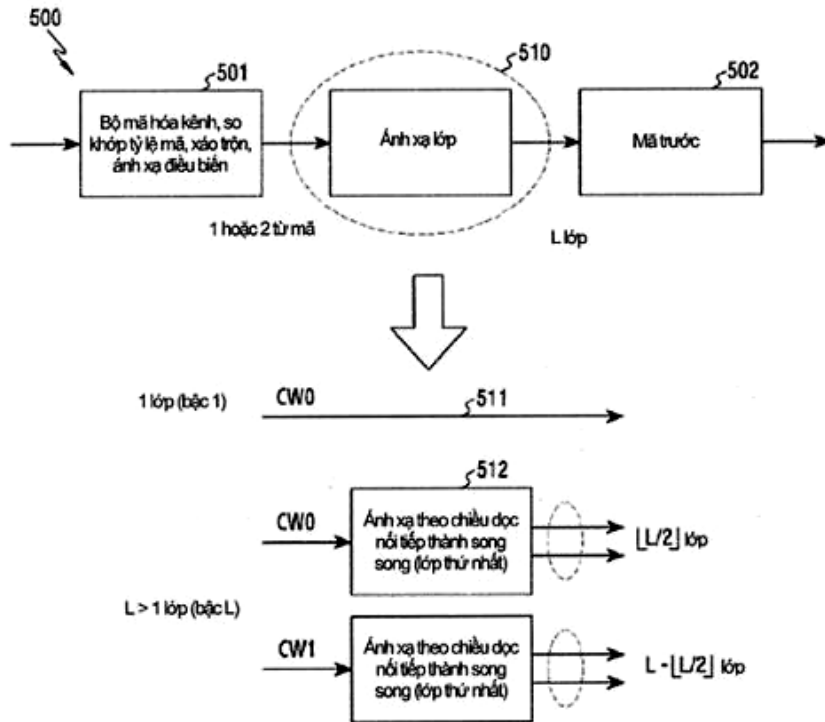 500
501
510
502
Bộ mã hóa kênh, so
khớp tỷ lệ mã, xáo trộn,
ánh xạ điều biến
Ánh xạ lớp
Mã trước
1 hoặc 2 từ mã
L lớp
1 lớp (bậc 1)
CW0
511
512
CW0
Ánh xạ theo chiều dọc
nối tiếp thành song
song (lớp thứ nhất)
⌊L/2⌋ lớp
L > 1 lớp (bậc L)
CW1
Ánh xạ theo chiều dọc
nối tiếp thành song
song (lớp thứ nhất)
L - ⌊L/2⌋ lớp